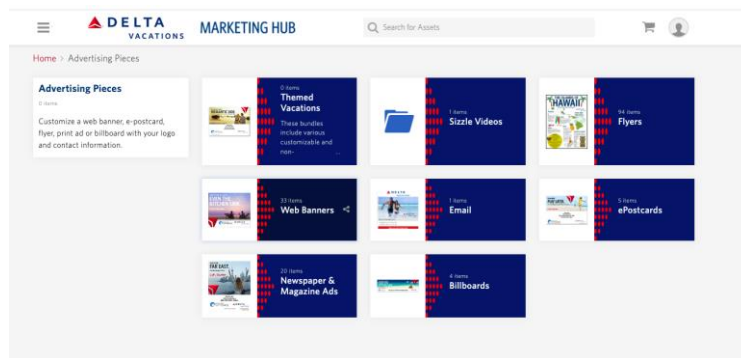 DELTA
VACATIONS
MARKETING HUB
Search for Assets
Home > Advertising Pieces
Advertising Pieces
0 items
Customize a web banner, e-postcard,
flyer, print ad or billboard with your logo
and contact information.
0 items
Themed
Vacations
These bundles
include various
customizable and
non- ...
1 items
Sizzle Videos
HAWAII
94 items
Flyers
33 items
Web Banners
1 items
Email
5 items
ePostcards
FAR EAST
20 items
Newspaper &
Magazine Ads
4 items
Billboards